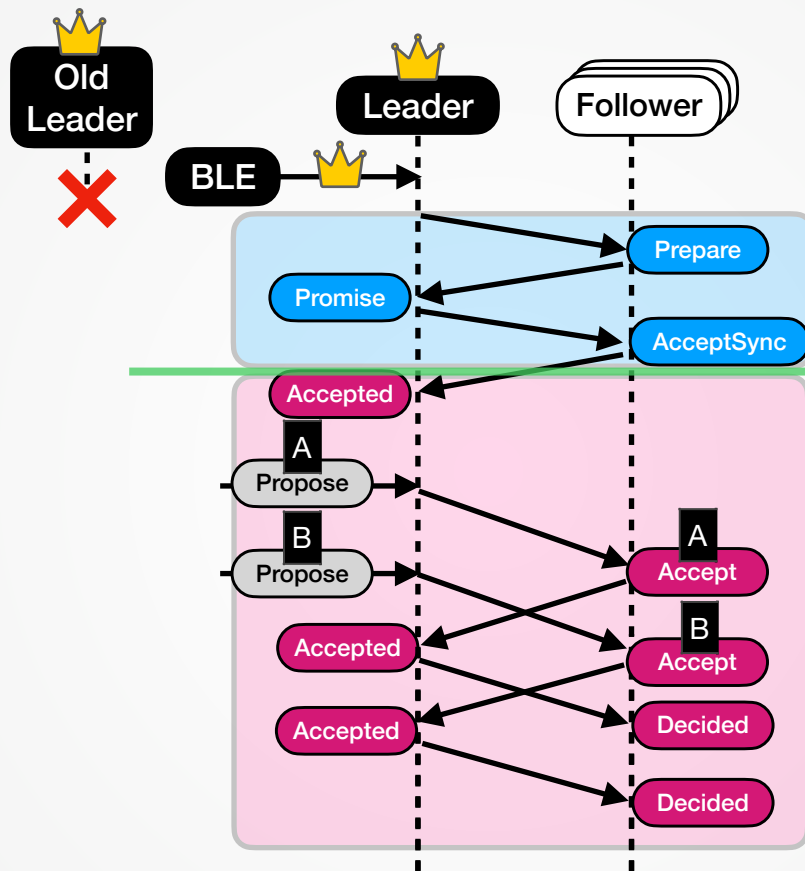 Old
Leader
Leader
Follower
BLE
Prepare
Promise
AcceptSync
Accepted
A
Propose
B
Propose
A
Accept
Accepted
B
Accept
Accepted
Decided
Decided